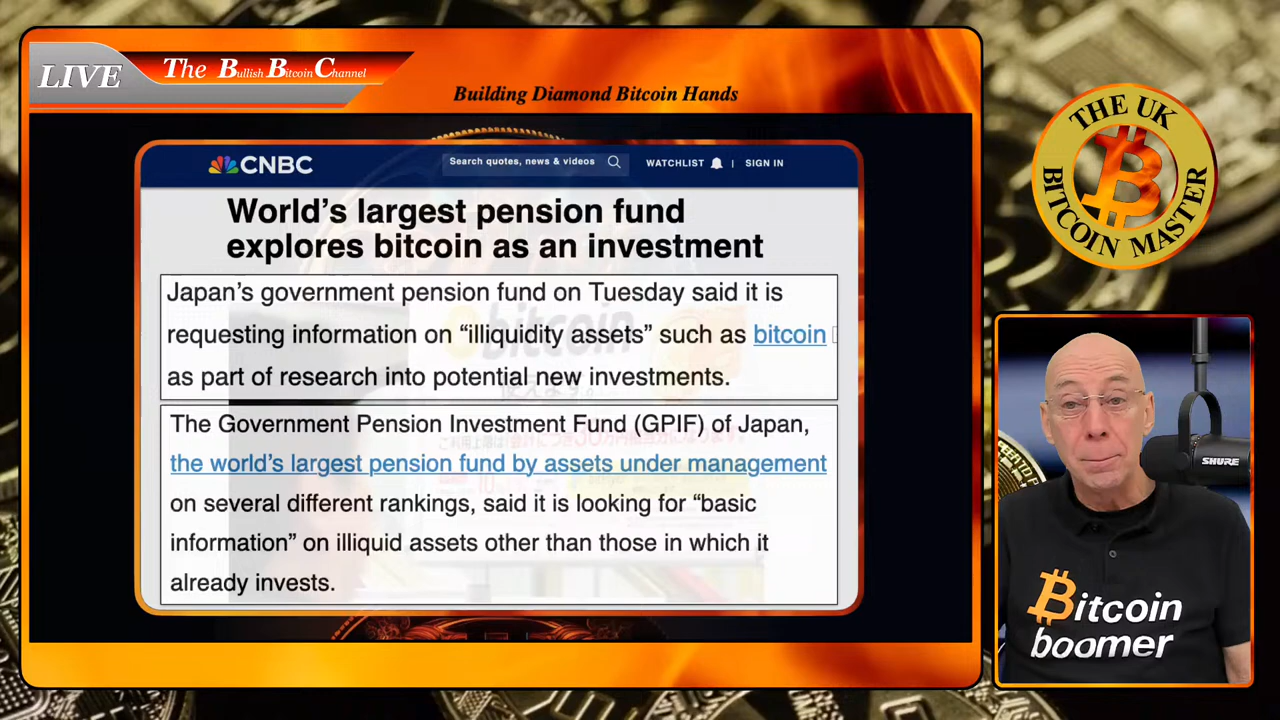 LIVE
The Bullish Bitcoin Channel
Building Diamond Bitcoin Hands
CNBC
Search quotes, news & videos
WATCHLIST | SIGN IN
World's largest pension fund
explores bitcoin as an investment
Japan's government pension fund on Tuesday said it is
requesting information on “illiquidity assets” such as bitcoin
as part of research into potential new investments.
The Government Pension Investment Fund (GPIF) of Japan,
the world's largest pension fund by assets under management
on several different rankings, said it is looking for “basic
information” on illiquid assets other than those in which it
already invests.
THE UK
BITCOIN MASTER
SHURE
Bitcoin
boomer
bitcoin